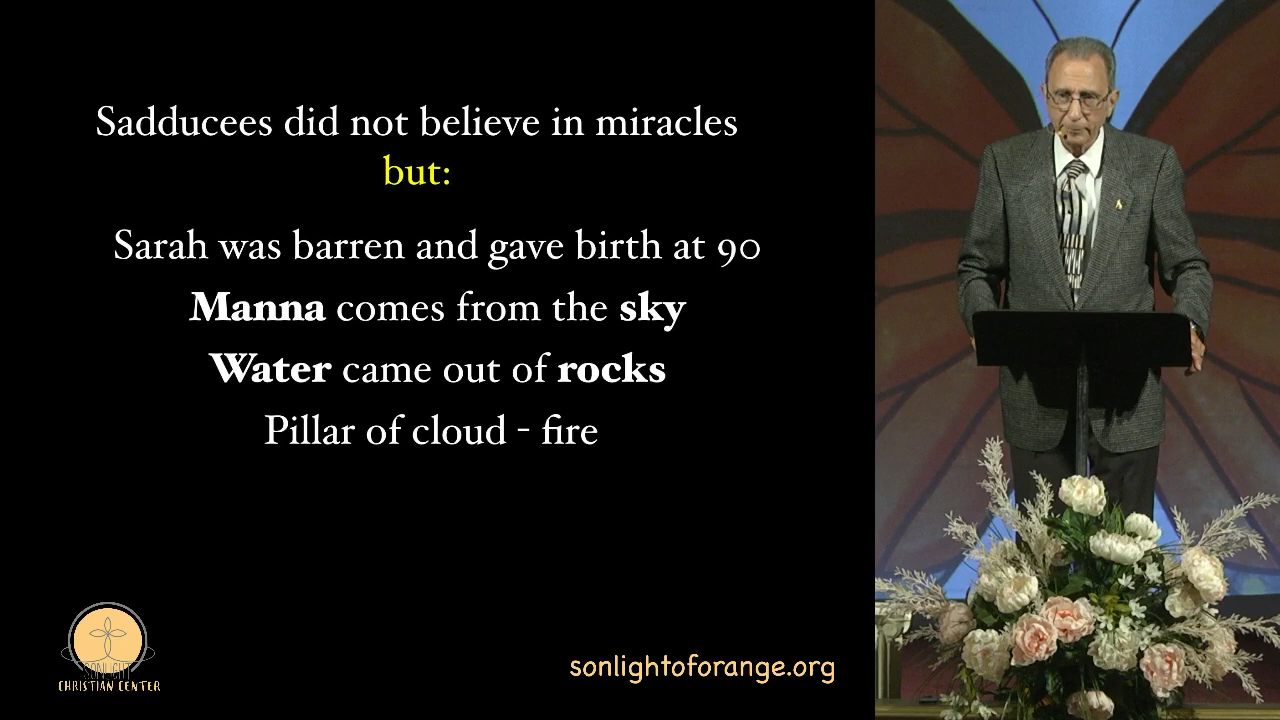 Sadducees did not believe in miracles
but:
Sarah was barren and gave birth at 90
Manna comes from the sky
Water came out of rocks
Pillar of cloud - fire
SONLIGHT
CHRISTIAN CENTER
sonlightoforange.org